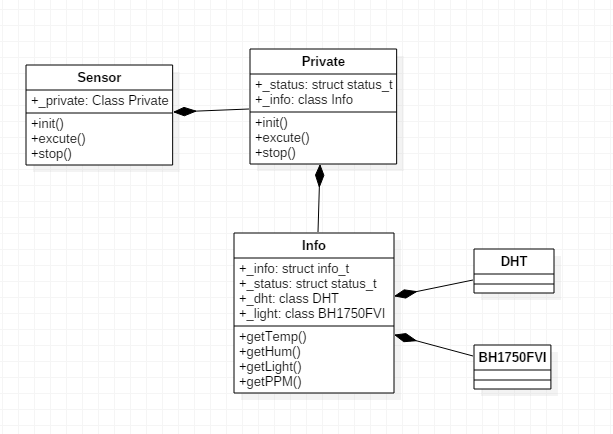 Sensor
+_private: Class Private
+init()
+excute()
+stop()
Private
+_status: struct status_t
+_info: class Info
+init()
+excute()
+stop()
Info
+_info: struct info_t
+_status: struct status_t
+_dht: class DHT
+_light: class BH1750FVI
+getTemp()
+getHum()
+getLight()
+getPPM()
DHT
BH1750FVI